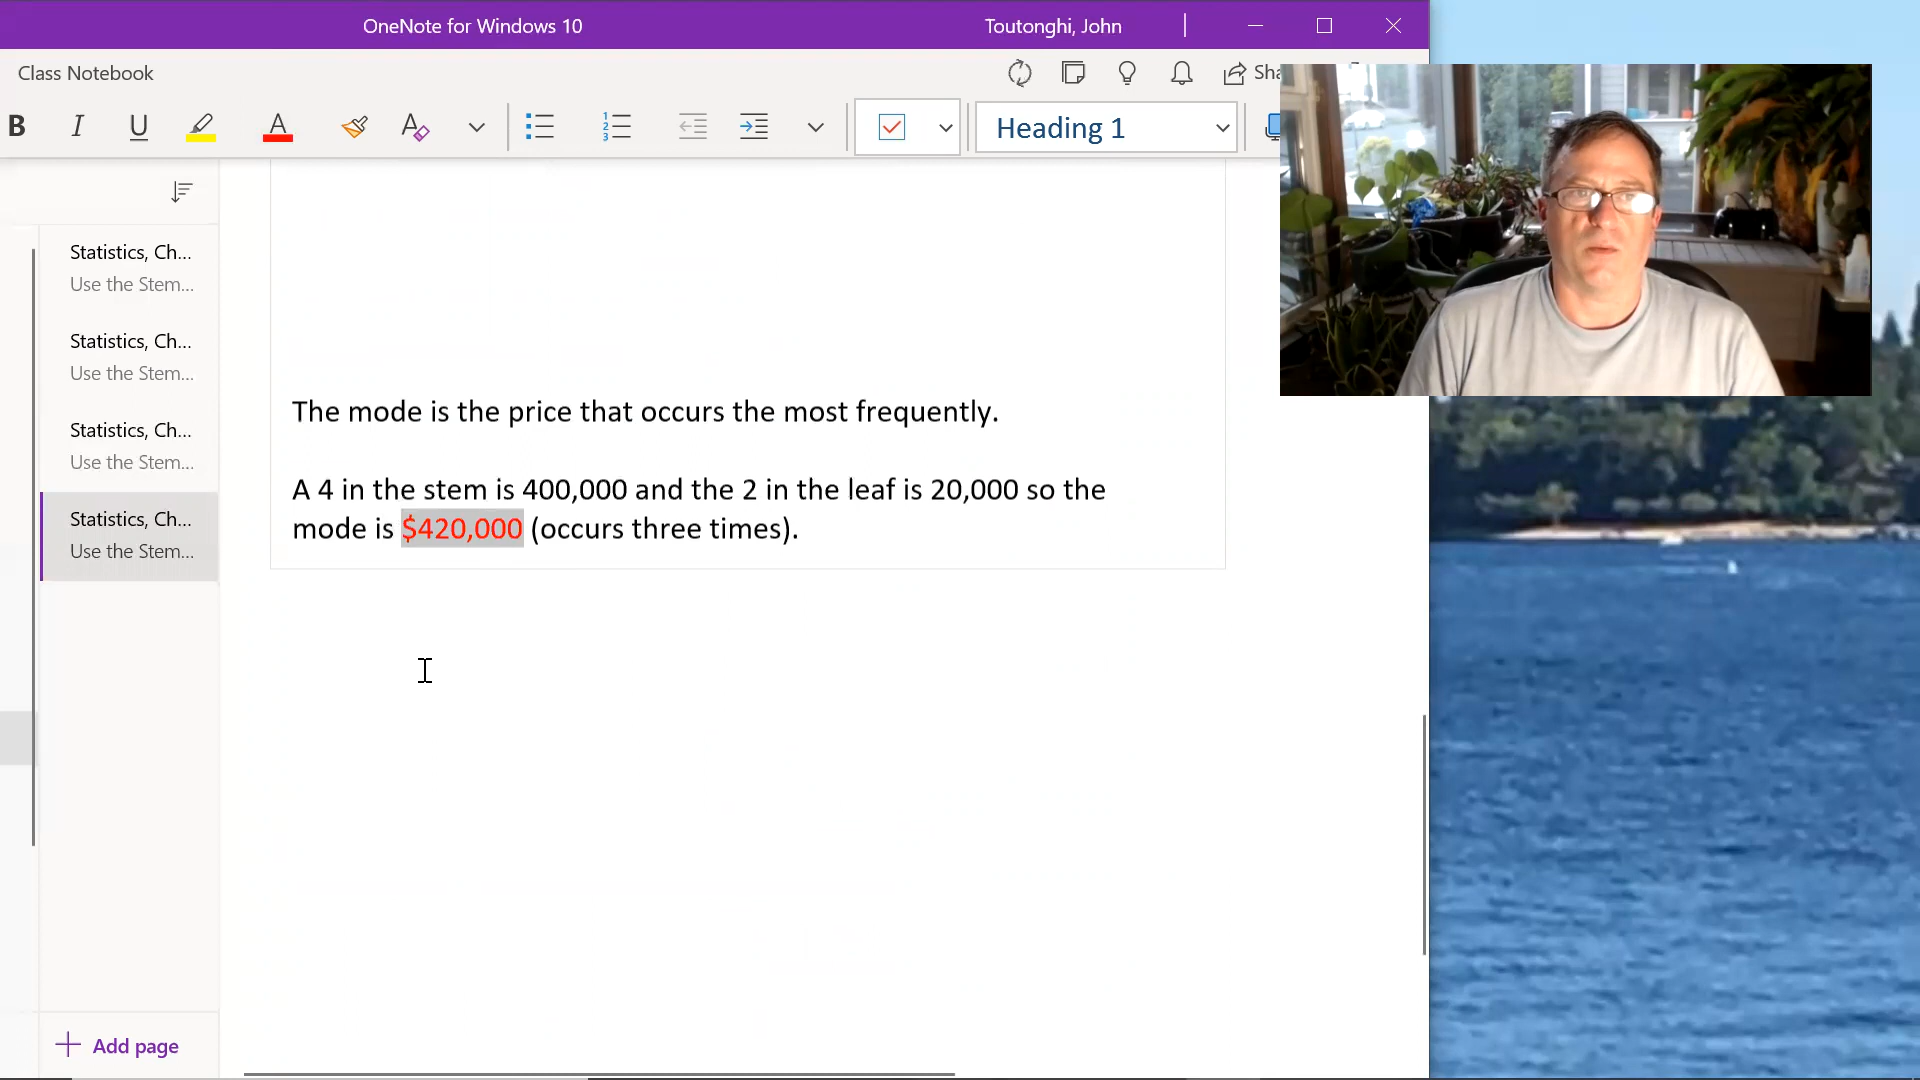 OneNote for Windows 10
Toutonghi, John
Class Notebook
Sha
B I U A A
Heading 1
Statistics, Ch...
Use the Stem...
Statistics, Ch...
Use the Stem...
Statistics, Ch...
Use the Stem...
Statistics, Ch...
Use the Stem...
The mode is the price that occurs the most frequently.
A 4 in the stem is 400,000 and the 2 in the leaf is 20,000 so the
mode is $420,000 (occurs three times).
Add page